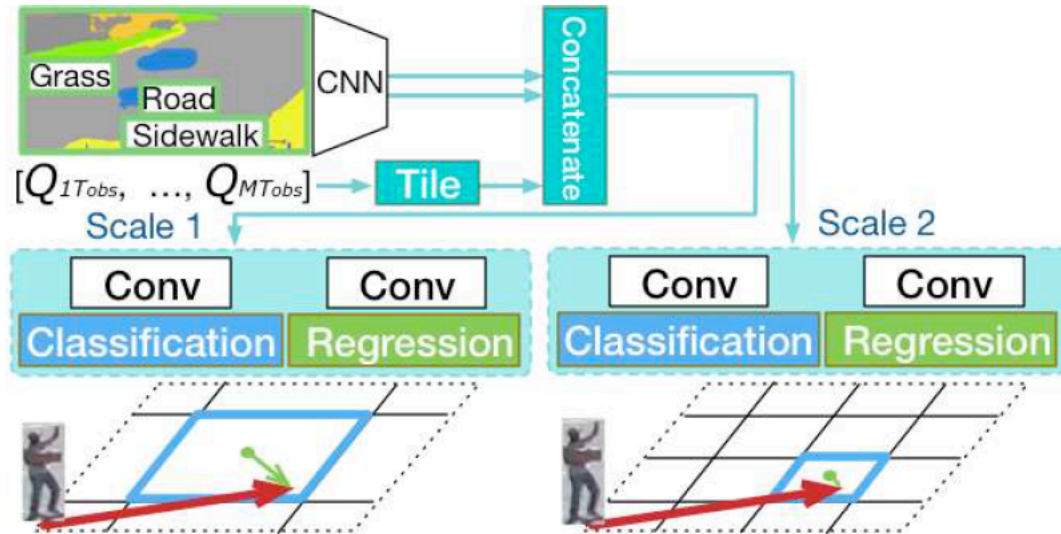 Grass
Road
Sidewalk
CNN
Concatenate
[Q1Tobs, ..., QMTobs]
Tile
Scale 1
Scale 2
Conv
Conv
Classification
Regression
Conv
Conv
Classification
Regression